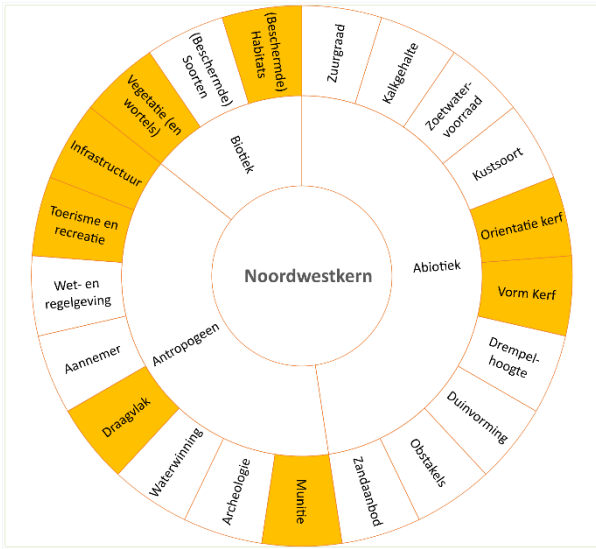 Noordwestkern
Abiotiek
Antropogeen
Biotiek
Zuurgraad
Kalkgehalte
Zoetwater-
voorraad
Kustsoort
Orientatie kerf
Vorm Kerf
Drempel-
hoogte
Duinvorming
Obstakels
Zandaanbod
Munitie
Archeologie
Waterwinning
Draagvlak
Aannemer
Wet- en
regelgeving
Toerisme en
recreatie
Infrastructuur
Vegetatie (en
wortels)
(Beschermde)
Soorten
(Beschermde)
Habitats